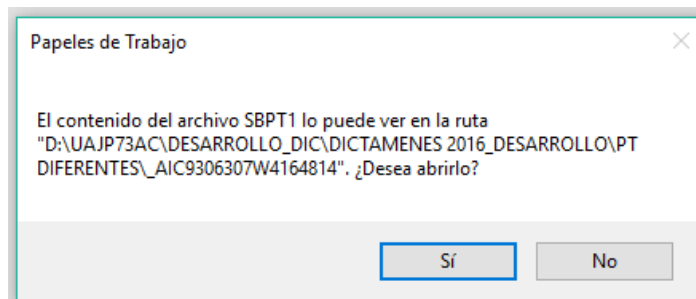 Papeles de Trabajo
El contenido del archivo SBPT1 lo puede ver en la ruta
"D:\UAJP73AC\DESARROLLO_DIC\DICTAMENES 2016_DESARROLLO\PT
DIFERENTES\_AIC9306307W4164814". ¿Desea abrirlo?
Sí
No